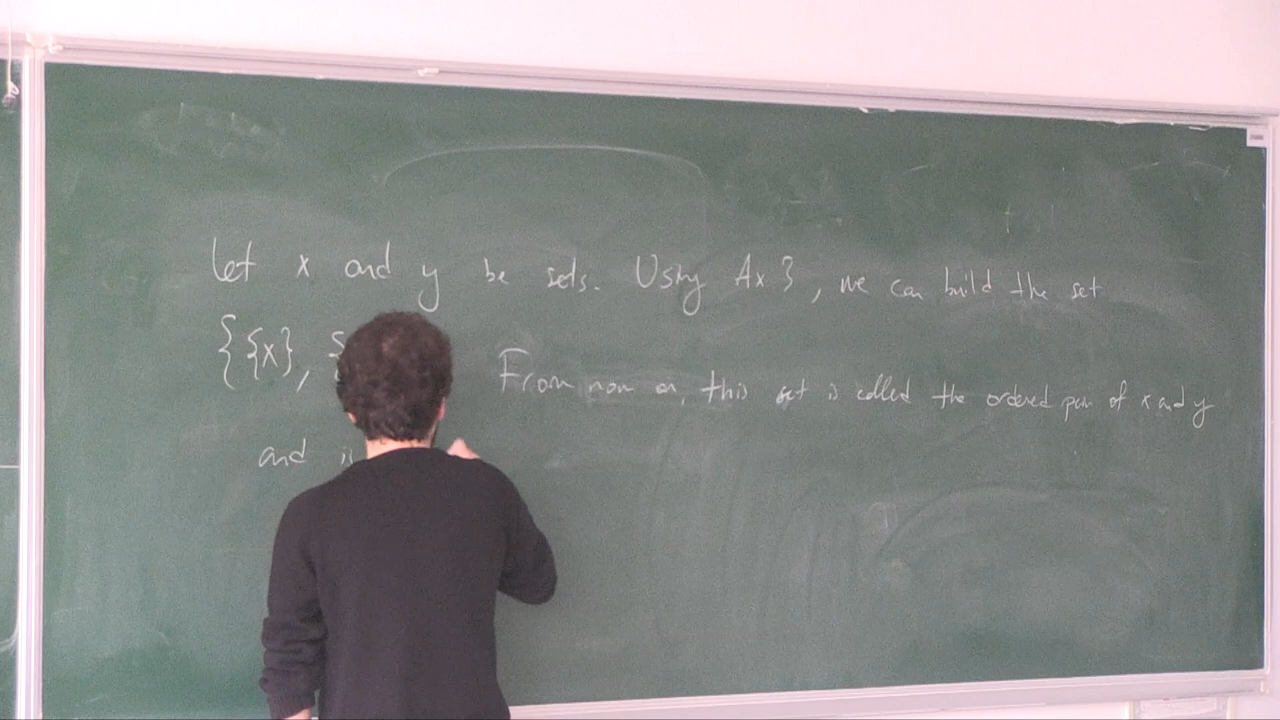 Let x and y be sets. Using Ax 3, we can build the set
{{x}, { From now on, this set is called the ordered pair of x and y
and is